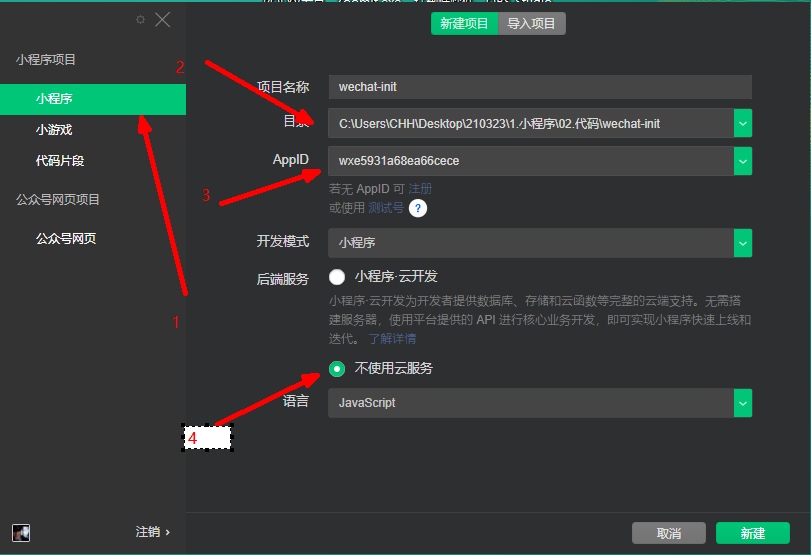 新建项目 导入项目
小程序项目
小程序
小游戏
代码片段
公众号网页项目
公众号网页
注销 ›
2
3
1
4
项目名称 wechat-init
目录 C:\Users\CHH\Desktop\210323\1.小程序\02.代码\wechat-init
AppID wxe5931a68ea66cece
若无 AppID 可 注册
或使用 测试号 ?
开发模式 小程序
后端服务 小程序·云开发
小程序·云开发为开发者提供数据库、存储和云函数等完整的云端支持。无需搭
建服务器，使用平台提供的 API 进行核心业务开发，即可实现小程序快速上线和
迭代。 了解详情
不使用云服务
语言 JavaScript
取消 新建